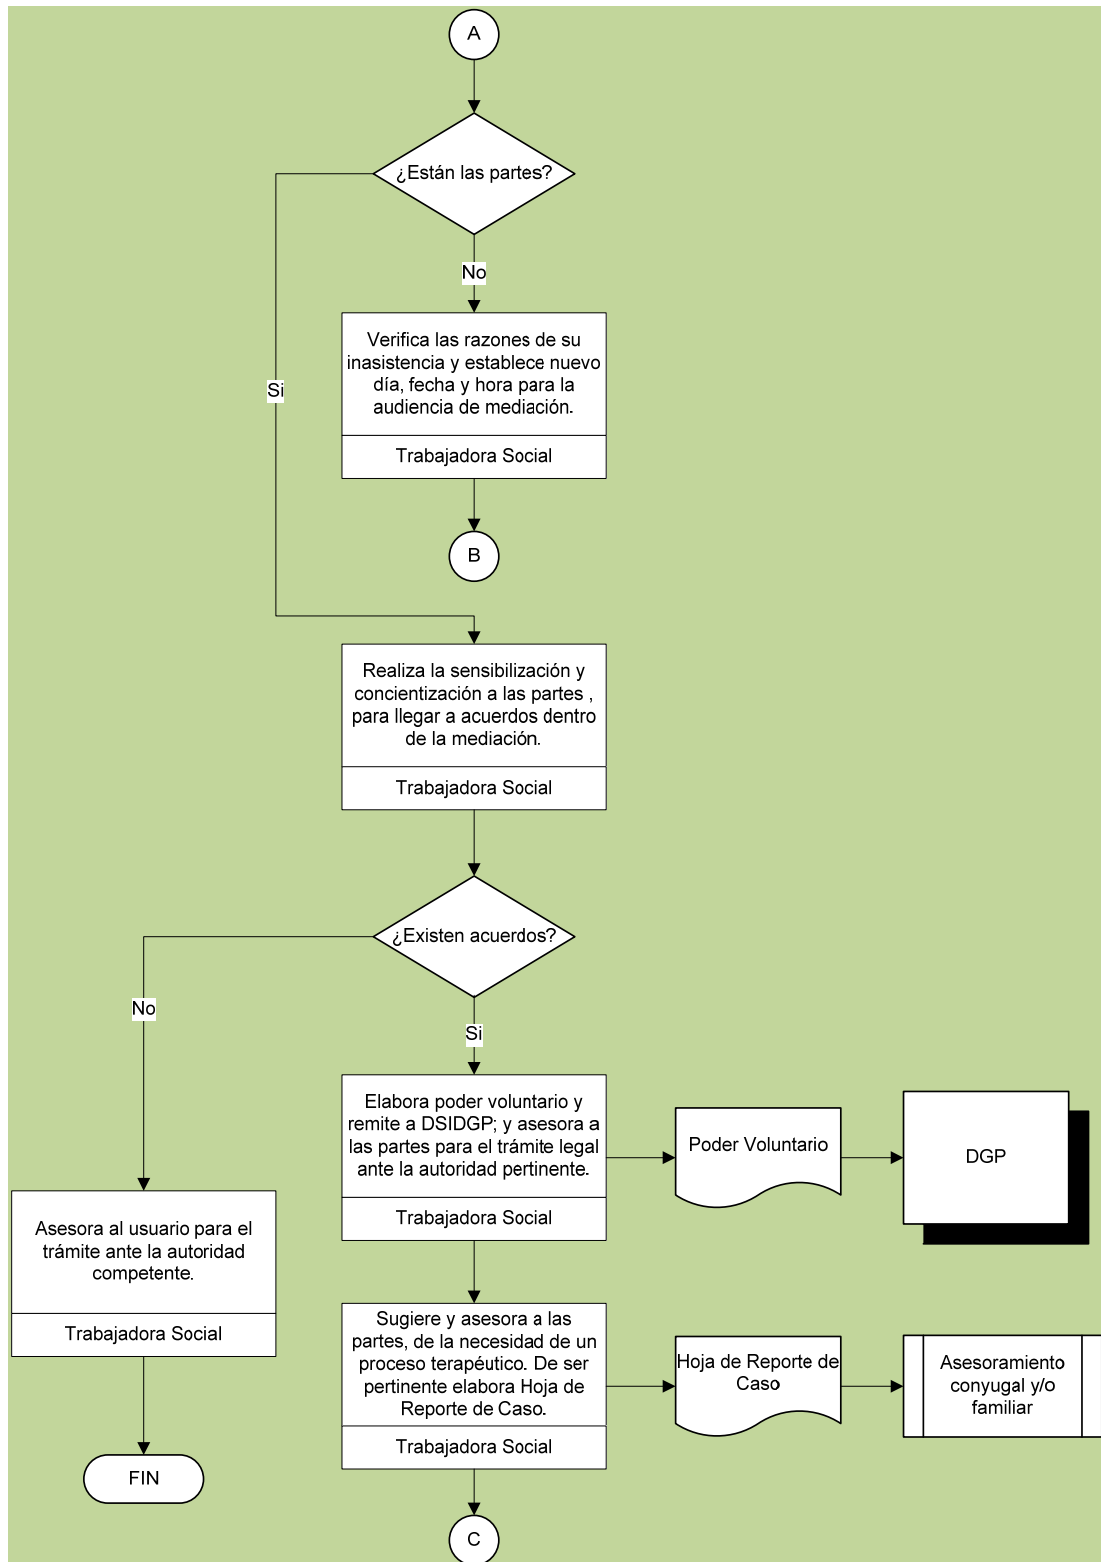 A
¿Están las partes?
No
Verifica las razones de su
inasistencia y establece nuevo
día, fecha y hora para la
audiencia de mediación.
Trabajadora Social
Si
B
Realiza la sensibilización y
concientización a las partes ,
para llegar a acuerdos dentro
de la mediación.
Trabajadora Social
¿Existen acuerdos?
No
Si
Elabora poder voluntario y
remite a DSIDGP; y asesora a
las partes para el trámite legal
ante la autoridad pertinente.
Trabajadora Social
Poder Voluntario
DGP
Asesora al usuario para el
trámite ante la autoridad
competente.
Trabajadora Social
Sugiere y asesora a las
partes, de la necesidad de un
proceso terapéutico. De ser
pertinente elabora Hoja de
Reporte de Caso.
Trabajadora Social
Hoja de Reporte de
Caso
Asesoramiento
conyugal y/o
familiar
FIN
C